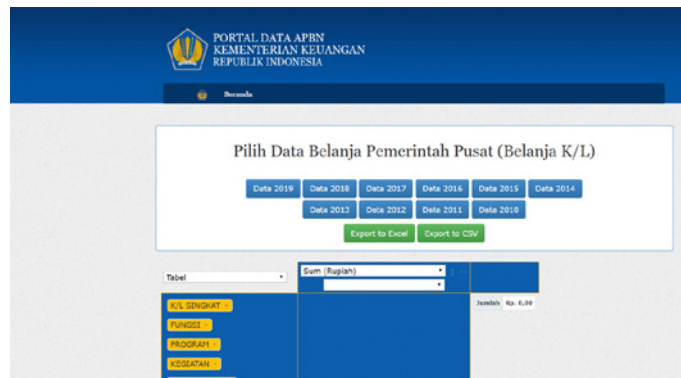 PORTAL DATA APBN
KEMENTERIAN KEUANGAN
REPUBLIK INDONESIA
Beranda
Pilih Data Belanja Pemerintah Pusat (Belanja K/L)
Data 2019 Data 2018 Data 2017 Data 2016 Data 2015 Data 2014
Data 2013 Data 2012 Data 2011 Data 2010
Export to Excel Export to CSV
Tabel
Sum (Rupiah)
K/L SINGKAT
Jumlah Rp. 0,00
FUNGSI
PROGRAM
KEGIATAN